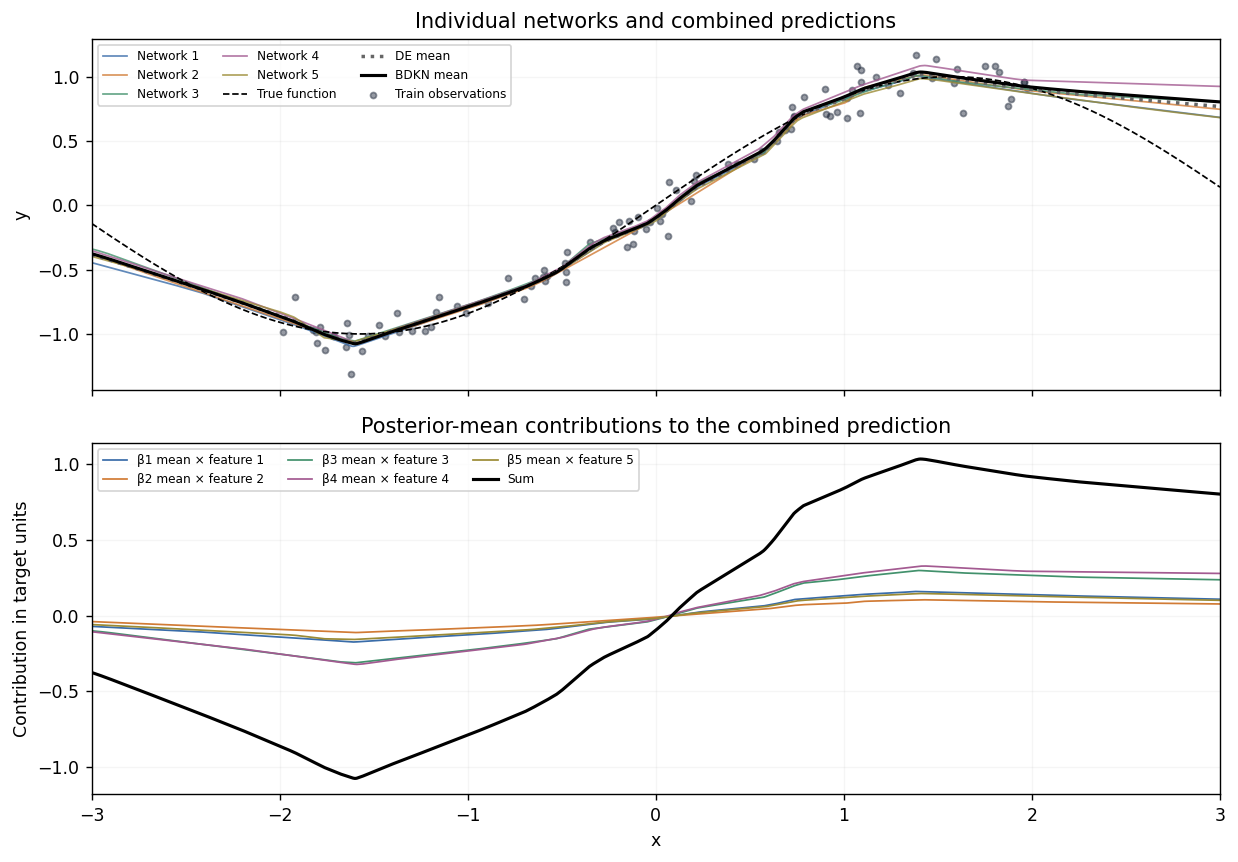 Individual networks and combined predictions
Network 1
Network 2
Network 3
Network 4
Network 5
True function
DE mean
BDKN mean
Train observations
1.0
0.5
0.0
−0.5
−1.0
y
Posterior-mean contributions to the combined prediction
β1 mean × feature 1
β2 mean × feature 2
β3 mean × feature 3
β4 mean × feature 4
β5 mean × feature 5
Sum
1.0
0.5
0.0
−0.5
−1.0
Contribution in target units
−3
−2
−1
0
1
2
3
x